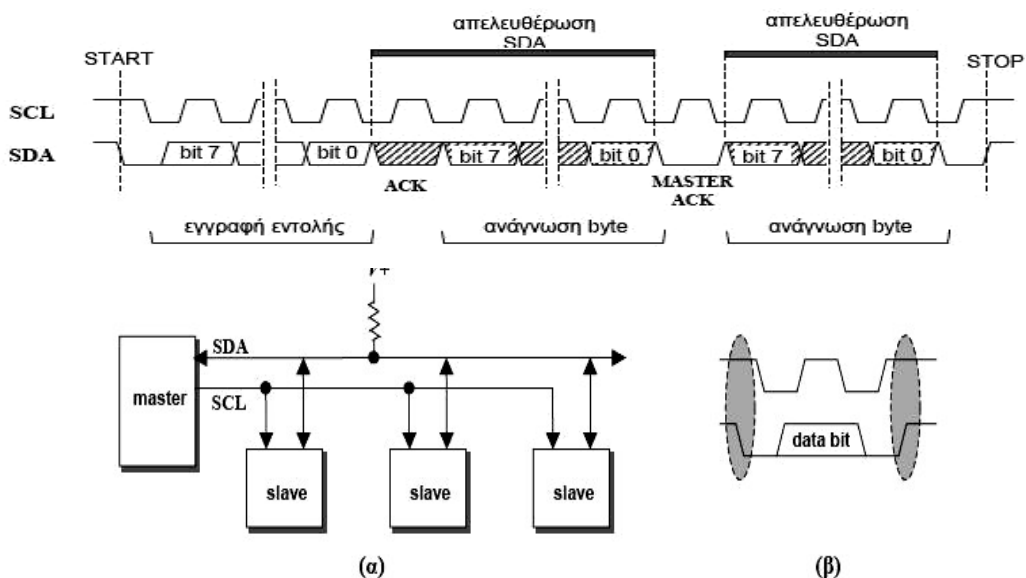 απελευθέρωση
SDA
απελευθέρωση
SDA
START
STOP
SCL
SDA
bit 7
bit 0
bit 7
bit 0
bit 7
bit 0
ACK
MASTER
ACK
εγγραφή εντολής
ανάγνωση byte
ανάγνωση byte
SDA
master
SCL
slave
slave
slave
data bit
(α)
(β)